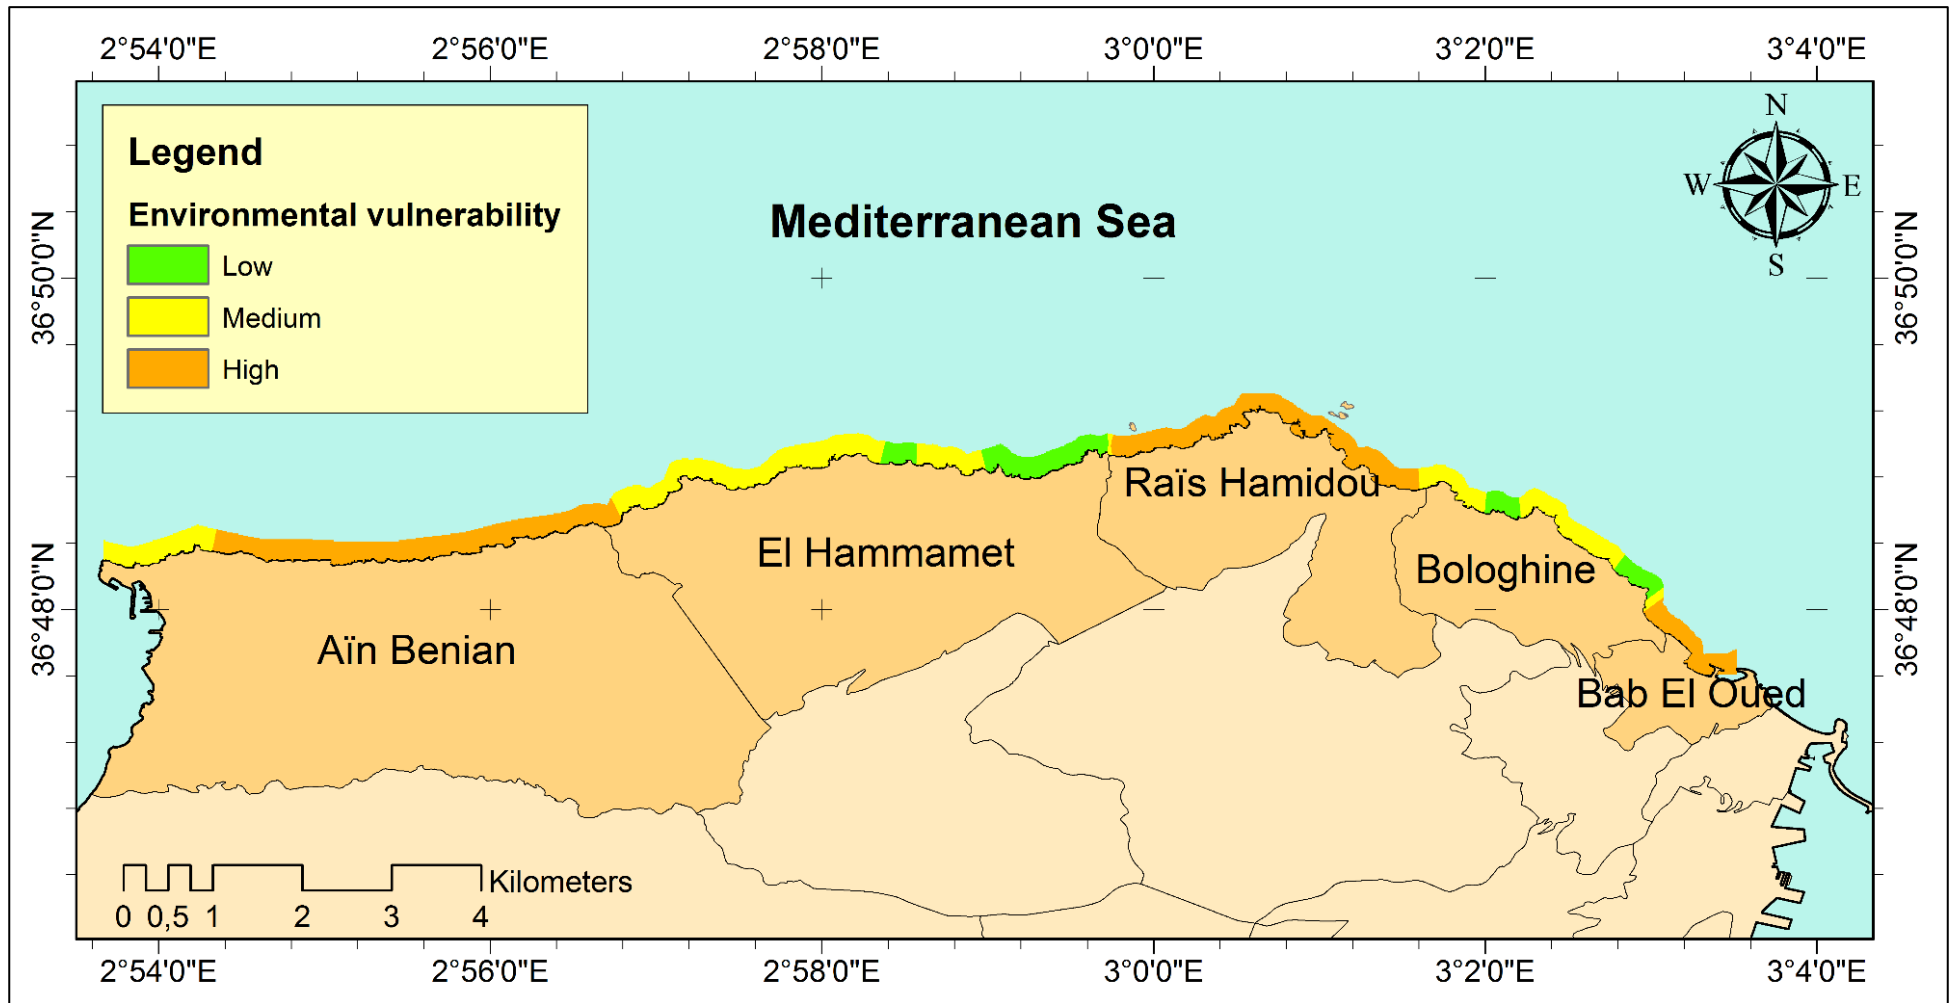 2°54'0"E 2°56'0"E 2°58'0"E 3°0'0"E 3°2'0"E 3°4'0"E
Legend
Environmental vulnerability
Low
Medium
High
Mediterranean Sea
N
W E
S
36°50'0"N 36°50'0"N
Raïs Hamidou
El Hammamet
Bologhine
36°48'0"N 36°48'0"N
Aïn Benian
Bab El Oued
Kilometers
0 0,5 1 2 3 4
2°54'0"E 2°56'0"E 2°58'0"E 3°0'0"E 3°2'0"E 3°4'0"E